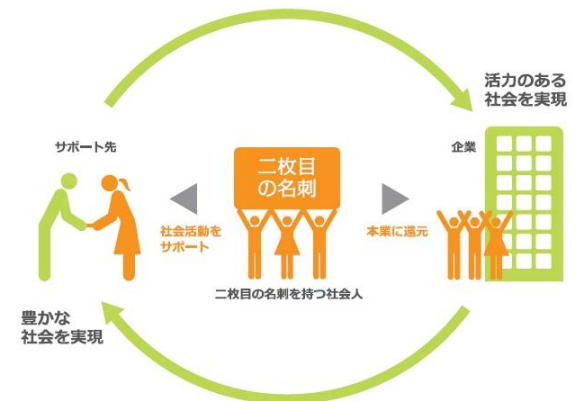 活力のある
社会を実現
サポート先
企業
二枚目
の名刺
社会活動を
サポート
本業に還元
二枚目の名刺を持つ社会人
豊かな
社会を実現